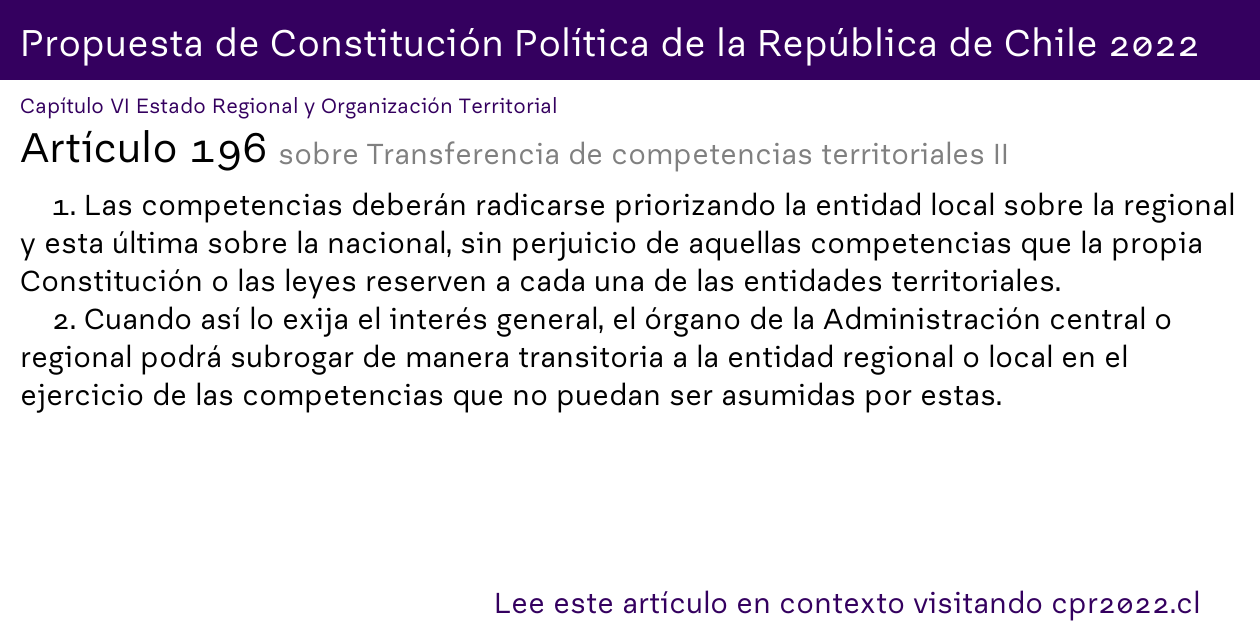 Propuesta de Constitución Política de la República de Chile 2022
Capítulo VI Estado Regional y Organización Territorial
Artículo 196 sobre Transferencia de competencias territoriales II
1. Las competencias deberán radicarse priorizando la entidad local sobre la regional
y esta última sobre la nacional, sin perjuicio de aquellas competencias que la propia
Constitución o las leyes reserven a cada una de las entidades territoriales.
2. Cuando así lo exija el interés general, el órgano de la Administración central o
regional podrá subrogar de manera transitoria a la entidad regional o local en el
ejercicio de las competencias que no puedan ser asumidas por estas.
Lee este artículo en contexto visitando cpr2022.cl